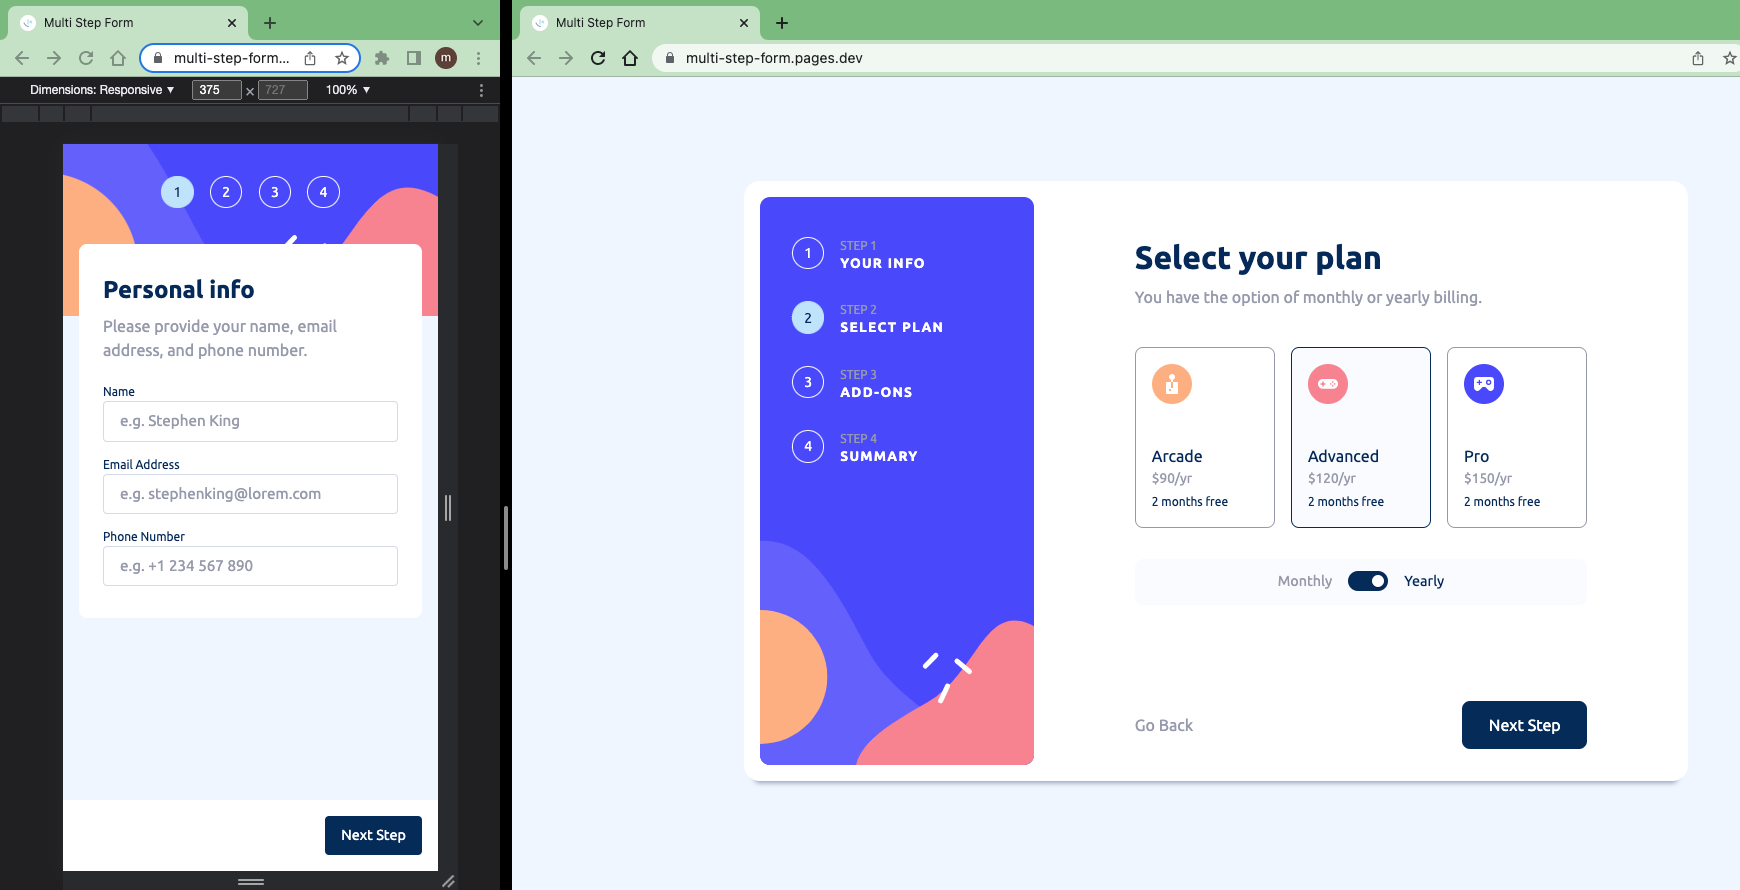 Multi Step Form
multi-step-form...
m
Dimensions: Responsive
375 × 727
100%
1 2 3 4
Personal info
Please provide your name, email
address, and phone number.
Name
e.g. Stephen King
Email Address
e.g. stephenking@lorem.com
Phone Number
e.g. +1 234 567 890
Next Step
Multi Step Form
multi-step-form.pages.dev
1
STEP 1
YOUR INFO
2
STEP 2
SELECT PLAN
3
STEP 3
ADD-ONS
4
STEP 4
SUMMARY
Select your plan
You have the option of monthly or yearly billing.
Arcade
$90/yr
2 months free
Advanced
$120/yr
2 months free
Pro
$150/yr
2 months free
Monthly Yearly
Go Back
Next Step